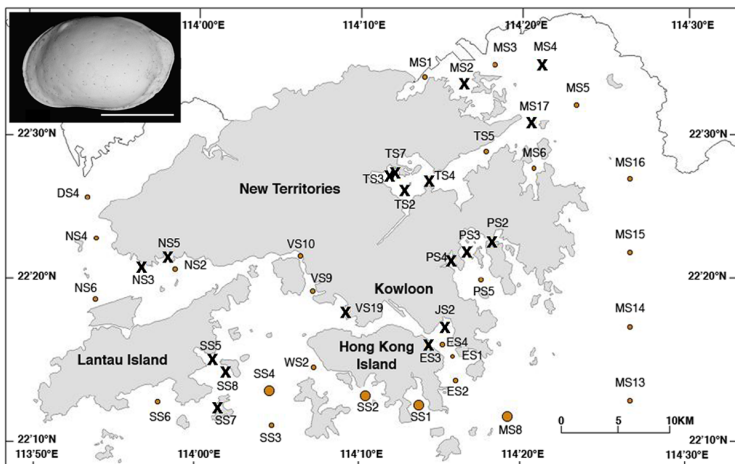 114'00°E 114'10°E 114'20°E 114'30°E
MS1 MS2 MS3 MS4
MS5
MS17
22'30°N 22'30°N
TS5
TS7 MS6
TS3 TS4 MS16
New Territories
DS4 TS2
PS2
NS4 NS5 VS10 PS3 MS15
PS4
NS3 NS2 22'20°N
22'20°N
NS6 VS9 Kowloon PS5
VS19 JS2 MS14
SS5 Hong Kong ES4
Lantau Island Island ES3 ES1
SS8 SS4 WS2
ES2 MS13
SS6 SS7 SS3 SS2 SS1 MS8
0 5 10KM
22'10°N 22'10°N
113'50°E 114'00°E 114'10°E 114'20°E 114'30°E